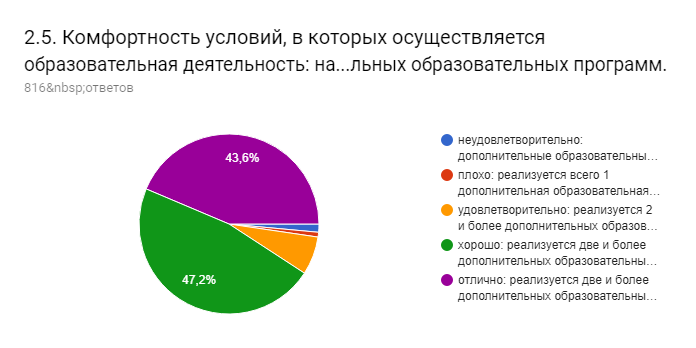 2.5. Комфортность условий, в которых осуществляется
образовательная деятельность: на...льных образовательных программ.
816&nbsp;ответов
43,6%
47,2%
неудовлетворительно:
дополнительные образовательны…
плохо: реализуется всего 1
дополнительная образовательная…
удовлетворительно: реализуется 2
и более дополнительных образов…
хорошо: реализуется две и более
дополнительных образовательны…
отлично: реализуется две и более
дополнительных образовательны…